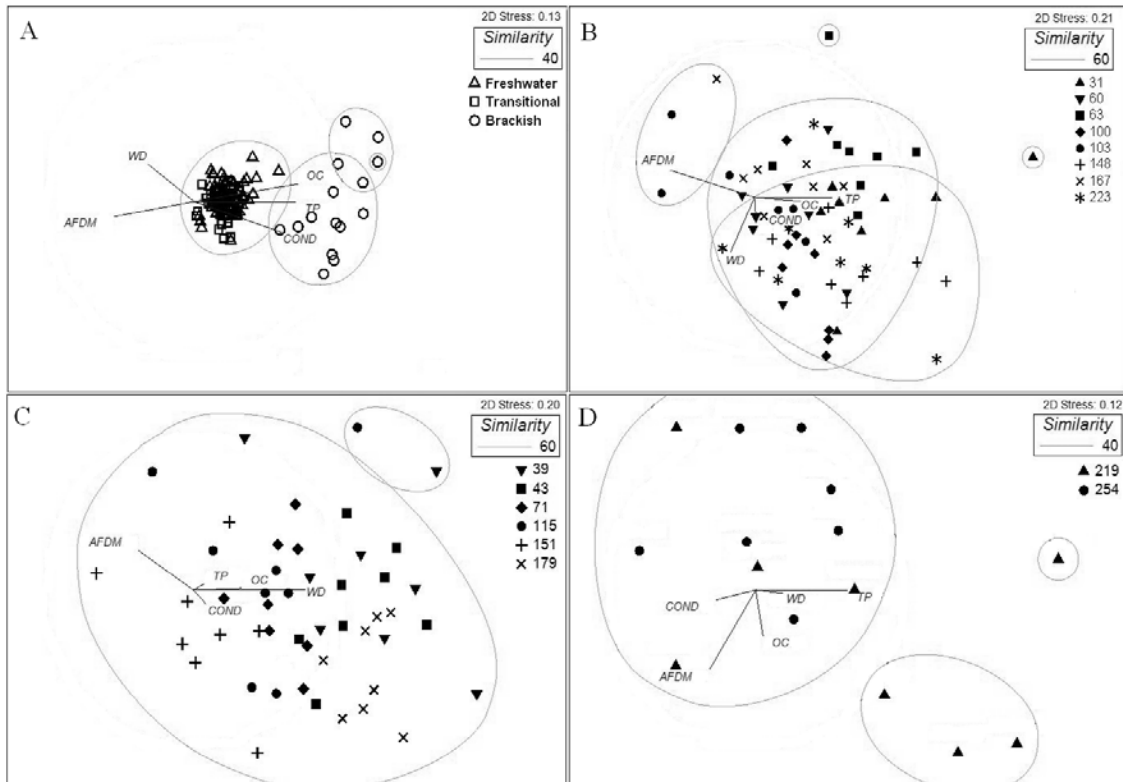 A
2D Stress: 0.13
Similarity
40
Freshwater
Transitional
Brackish
WD
OC
AFDM
TP
COND
B
2D Stress: 0.21
Similarity
60
31
60
63
100
103
148
167
223
AFDM
OC
TP
COND
WD
C
2D Stress: 0.20
Similarity
60
39
43
71
115
151
179
AFDM
TP
OC
WD
COND
D
2D Stress: 0.12
Similarity
40
219
254
COND
WD
TP
OC
AFDM